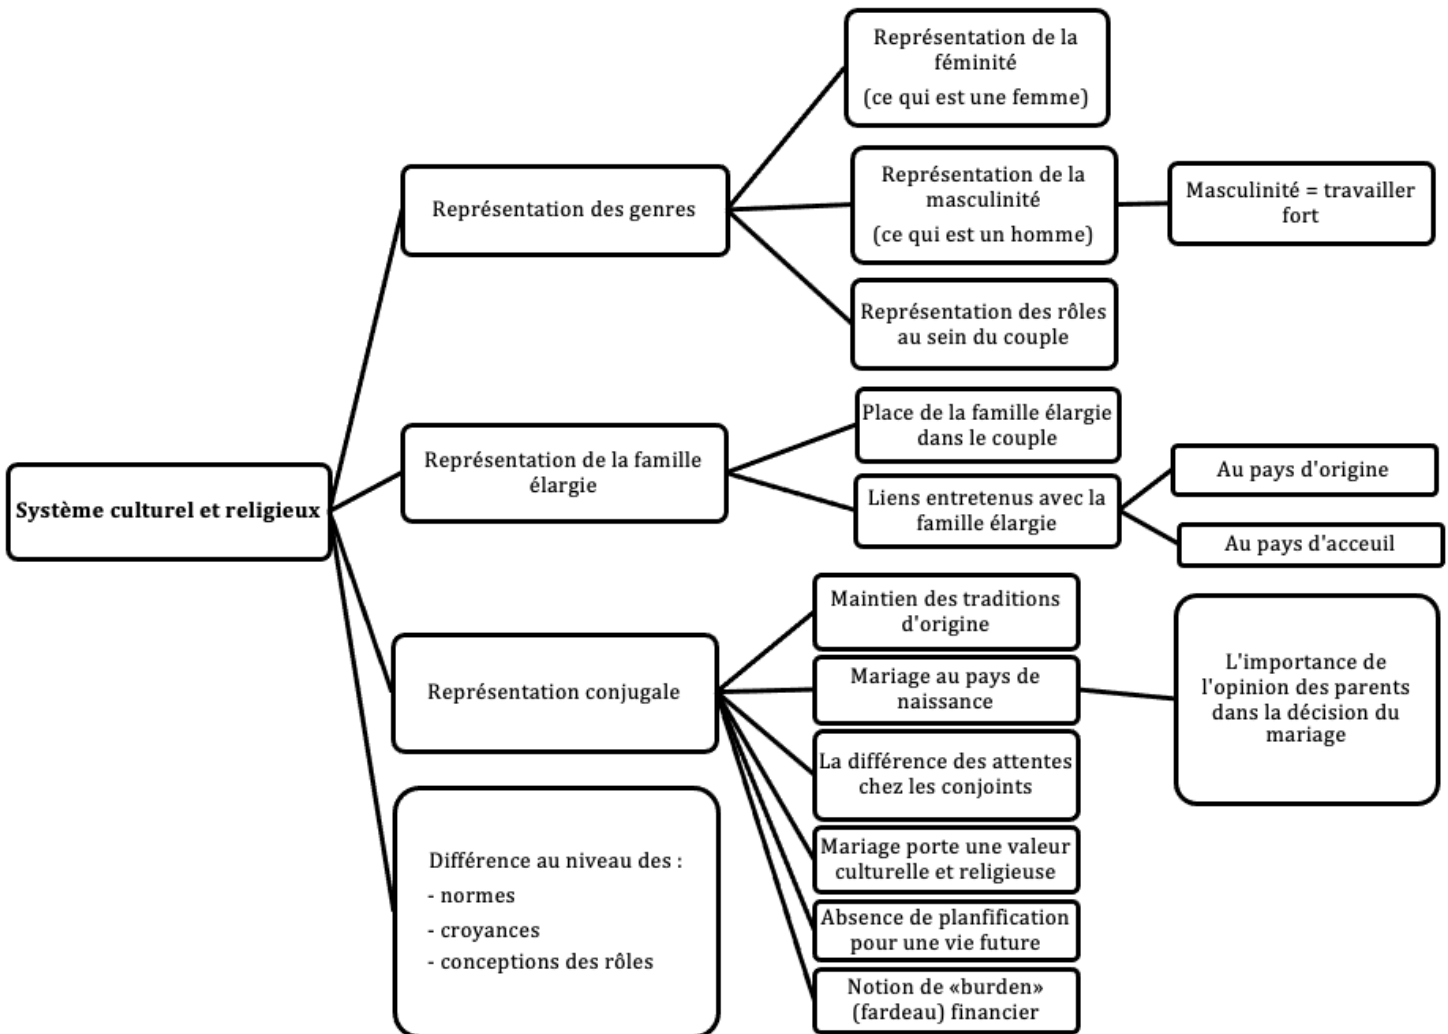 Système culturel et religieux
Représentation des genres
Représentation de la
féminité
(ce qui est une femme)
Représentation de la
masculinité
(ce qui est un homme)
Masculinité = travailler
fort
Représentation des rôles
au sein du couple
Représentation de la famille
élargie
Place de la famille élargie
dans le couple
Liens entretenus avec la
famille élargie
Au pays d'origine
Au pays d'acceuil
Représentation conjugale
Maintien des traditions
d'origine
Mariage au pays de
naissance
L'importance de
l'opinion des parents
dans la décision du
mariage
La différence des attentes
chez les conjoints
Mariage porte une valeur
culturelle et religieuse
Absence de planfification
pour une vie future
Notion de «burden»
(fardeau) financier
Différence au niveau des :
- normes
- croyances
- conceptions des rôles